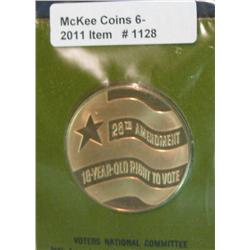 McKee Coins 6-
2011 Item # 1128
26TH AMENDMENT
18-YEAR-OLD RIGHT TO VOTE
VOTERS NATIONAL COMMITTEE